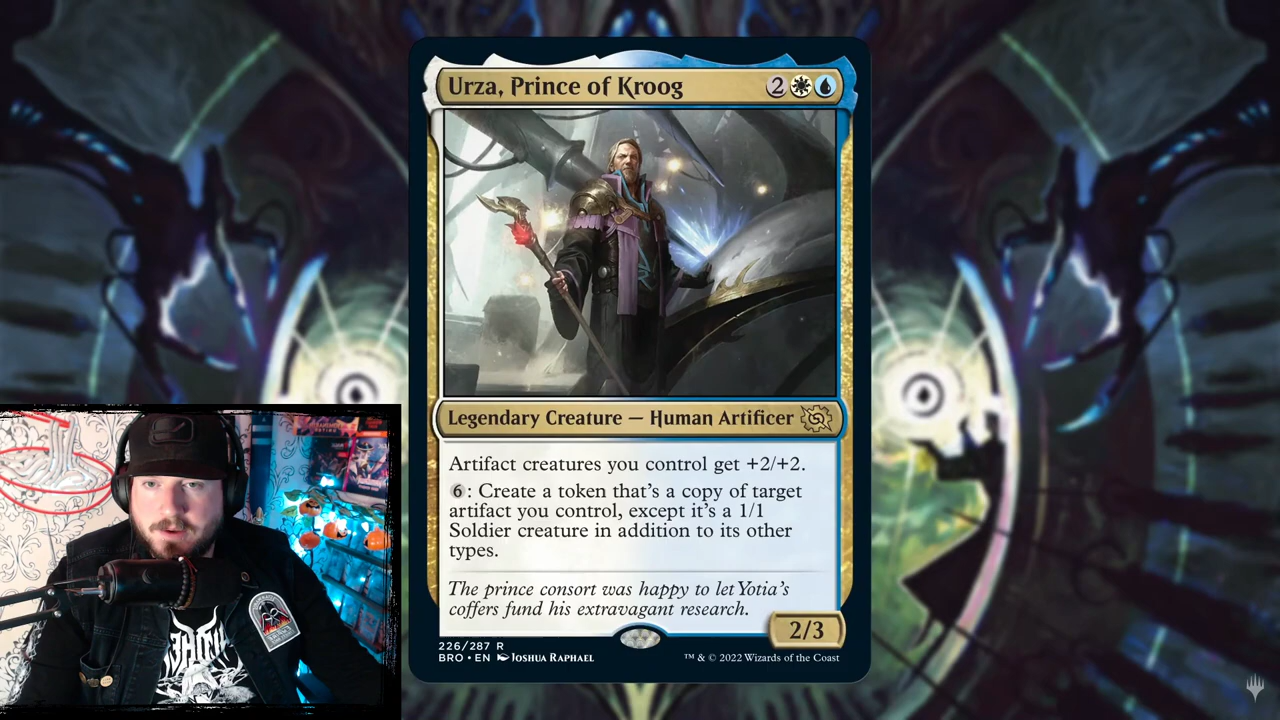 Urza, Prince of Kroog
2
Legendary Creature — Human Artificer
Artifact creatures you control get +2/+2.
6: Create a token that's a copy of target
artifact you control, except it's a 1/1
Soldier creature in addition to its other
types.
The prince consort was happy to let Yotia's
coffers fund his extravagant research.
2/3
226/287 R
BRO • EN Joshua Raphael
™ & © 2022 Wizards of the Coast